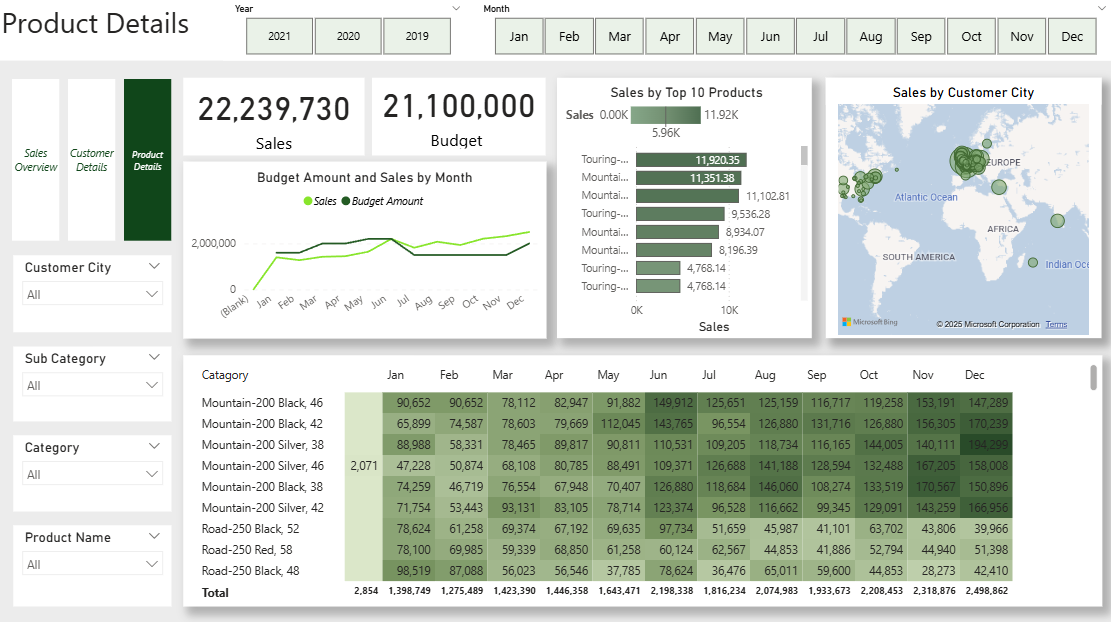 Product Details
Year
2021 2020 2019
Month
Jan Feb Mar Apr May Jun Jul Aug Sep Oct Nov Dec
Sales Overview
Customer Details
Product Details
22,239,730
Sales
21,100,000
Budget
Budget Amount and Sales by Month
Sales Budget Amount
2,000,000
0
(Blank) Jan Feb Mar Apr May Jun Jul Aug Sep Oct Nov Dec
Sales by Top 10 Products
Sales 0.00K 11.92K
5.96K
Touring-... 11,920.35
Mountai... 11,351.38
Mountai... 11,102.81
Touring-... 9,536.28
Mountai... 8,934.07
Mountai... 8,196.39
Touring-... 4,768.14
Touring-... 4,768.14
0K 10K
Sales
Sales by Customer City
EUROPE
Atlantic Ocean
AFRICA
SOUTH AMERICA
Indian Oce
Microsoft Bing
© 2025 Microsoft Corporation Terms
Customer City
All
Sub Category
All
Category
All
Product Name
All
Catagory Jan Feb Mar Apr May Jun Jul Aug Sep Oct Nov Dec
Mountain-200 Black, 46 90,652 90,652 78,112 82,947 91,882 149,912 125,651 125,159 116,717 119,258 153,191 147,289
Mountain-200 Black, 42 65,899 74,587 78,603 79,669 112,045 143,765 96,554 126,880 131,716 126,880 156,305 170,239
Mountain-200 Silver, 38 88,988 58,331 78,465 89,817 90,811 110,531 109,205 118,734 116,165 144,005 140,111 194,299
Mountain-200 Silver, 46 2,071 47,228 50,874 68,108 80,785 88,491 109,371 126,688 141,188 128,594 132,488 167,205 158,008
Mountain-200 Black, 38 74,259 46,719 76,554 67,948 70,407 126,880 118,684 146,060 108,274 133,519 170,567 150,896
Mountain-200 Silver, 42 71,754 53,443 93,131 83,105 78,714 123,374 96,528 116,662 99,345 129,091 143,259 166,956
Road-250 Black, 52 78,624 61,258 69,374 67,192 69,635 97,734 51,659 45,987 41,101 63,702 43,806 39,966
Road-250 Red, 58 78,100 69,985 59,339 68,850 61,258 60,124 62,567 44,853 41,886 52,794 44,940 51,398
Road-250 Black, 48 98,519 87,088 56,023 56,546 37,785 78,624 36,476 65,011 59,600 44,853 28,273 42,410
Total 2,854 1,398,749 1,275,489 1,423,390 1,446,358 1,643,471 2,198,338 1,816,234 2,074,983 1,933,673 2,208,453 2,318,876 2,498,862